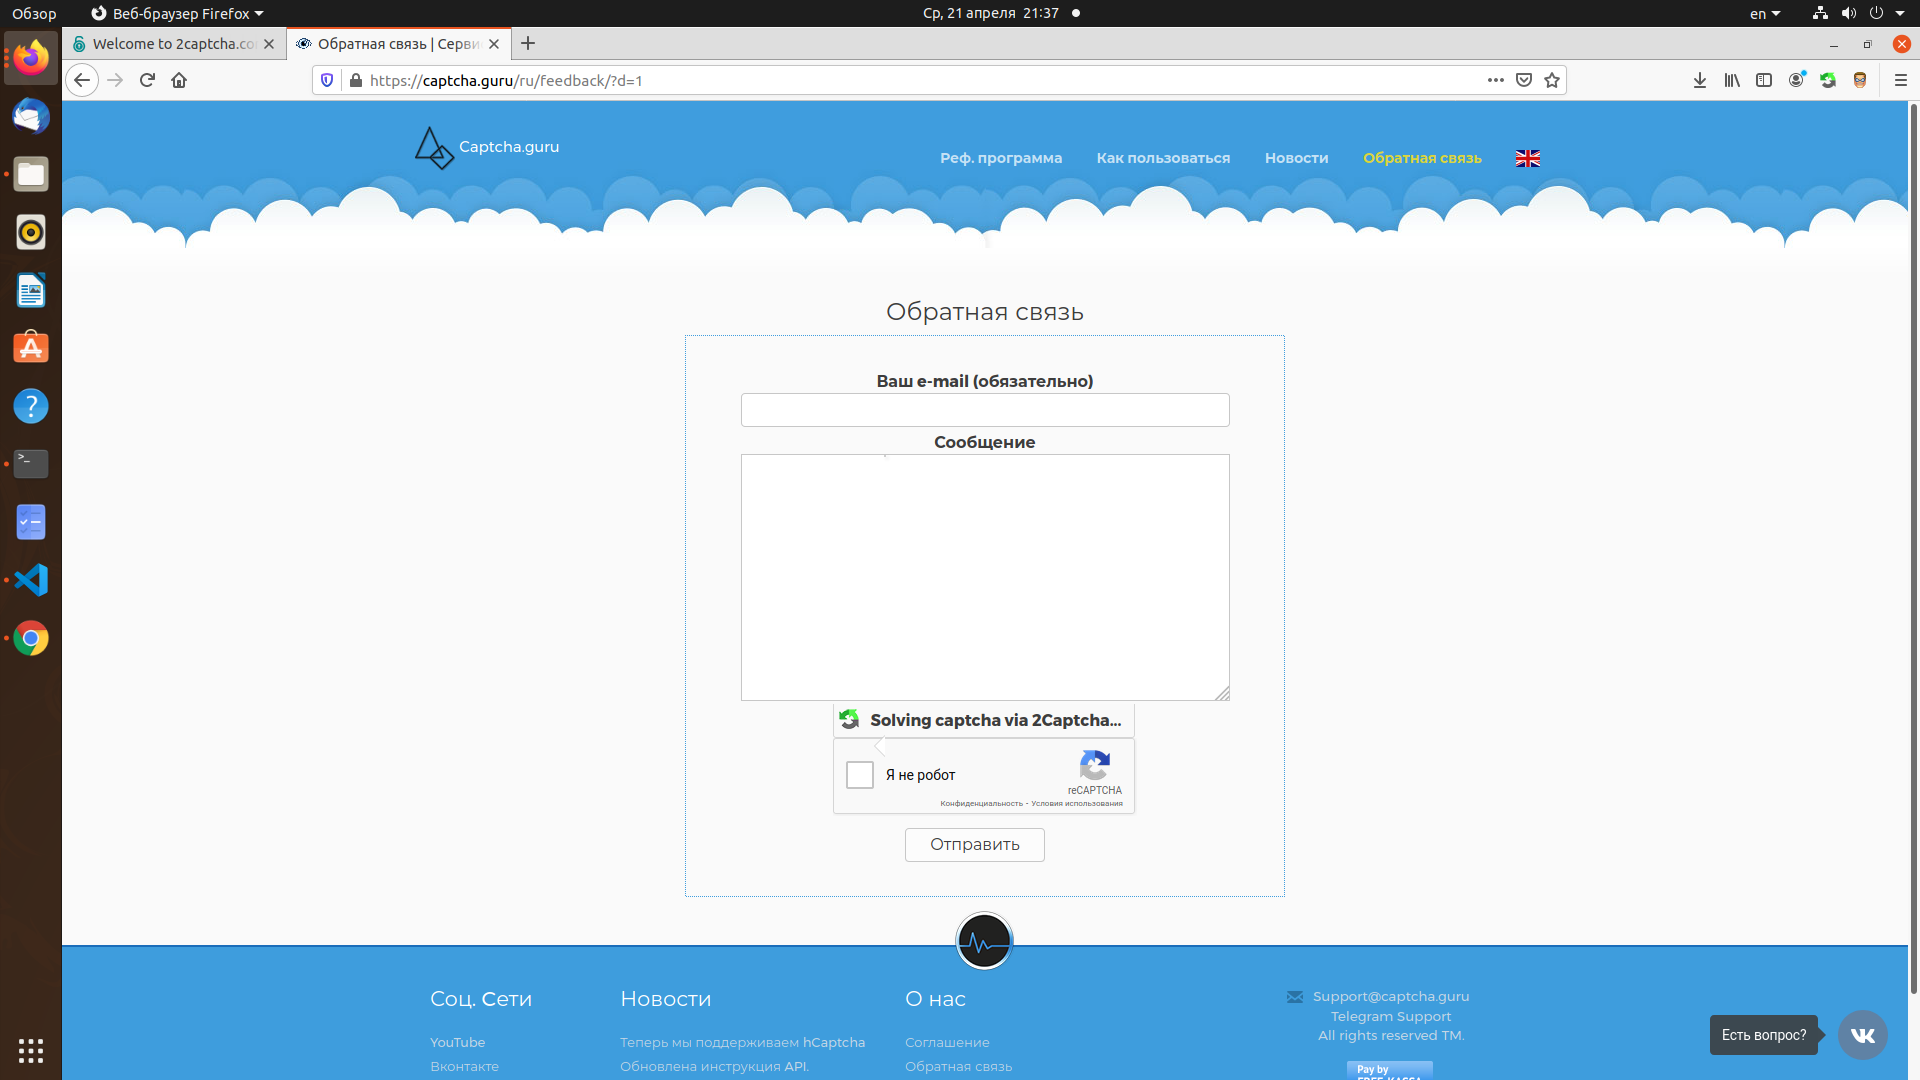 Обзор
Веб-браузер Firefox
Ср, 21 апреля 21:37
en
Welcome to 2captcha.co
Обратная связь | Серви
https://captcha.guru/ru/feedback/?d=1
Captcha.guru
Реф. программа
Как пользоваться
Новости
Обратная связь
Обратная связь
Ваш e-mail (обязательно)
Сообщение
Solving captcha via 2Captcha...
Я не робот
reCAPTCHA
Конфиденциальность - Условия использования
Отправить
Соц. Сети
YouTube
Вконтакте
Новости
Теперь мы поддерживаем hCaptcha
Обновлена инструкция API.
О нас
Соглашение
Обратная связь
Support@captcha.guru
Telegram Support
All rights reserved TM.
Pay by
FREE-KASSA
Есть вопрос?